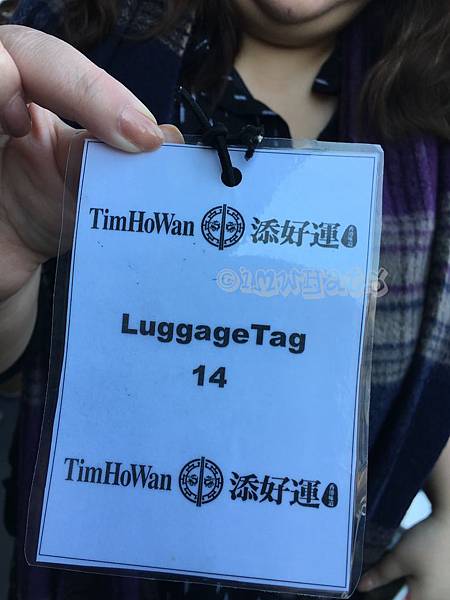 TimHoWan 添好運
LuggageTag
14
TimHoWan 添好運